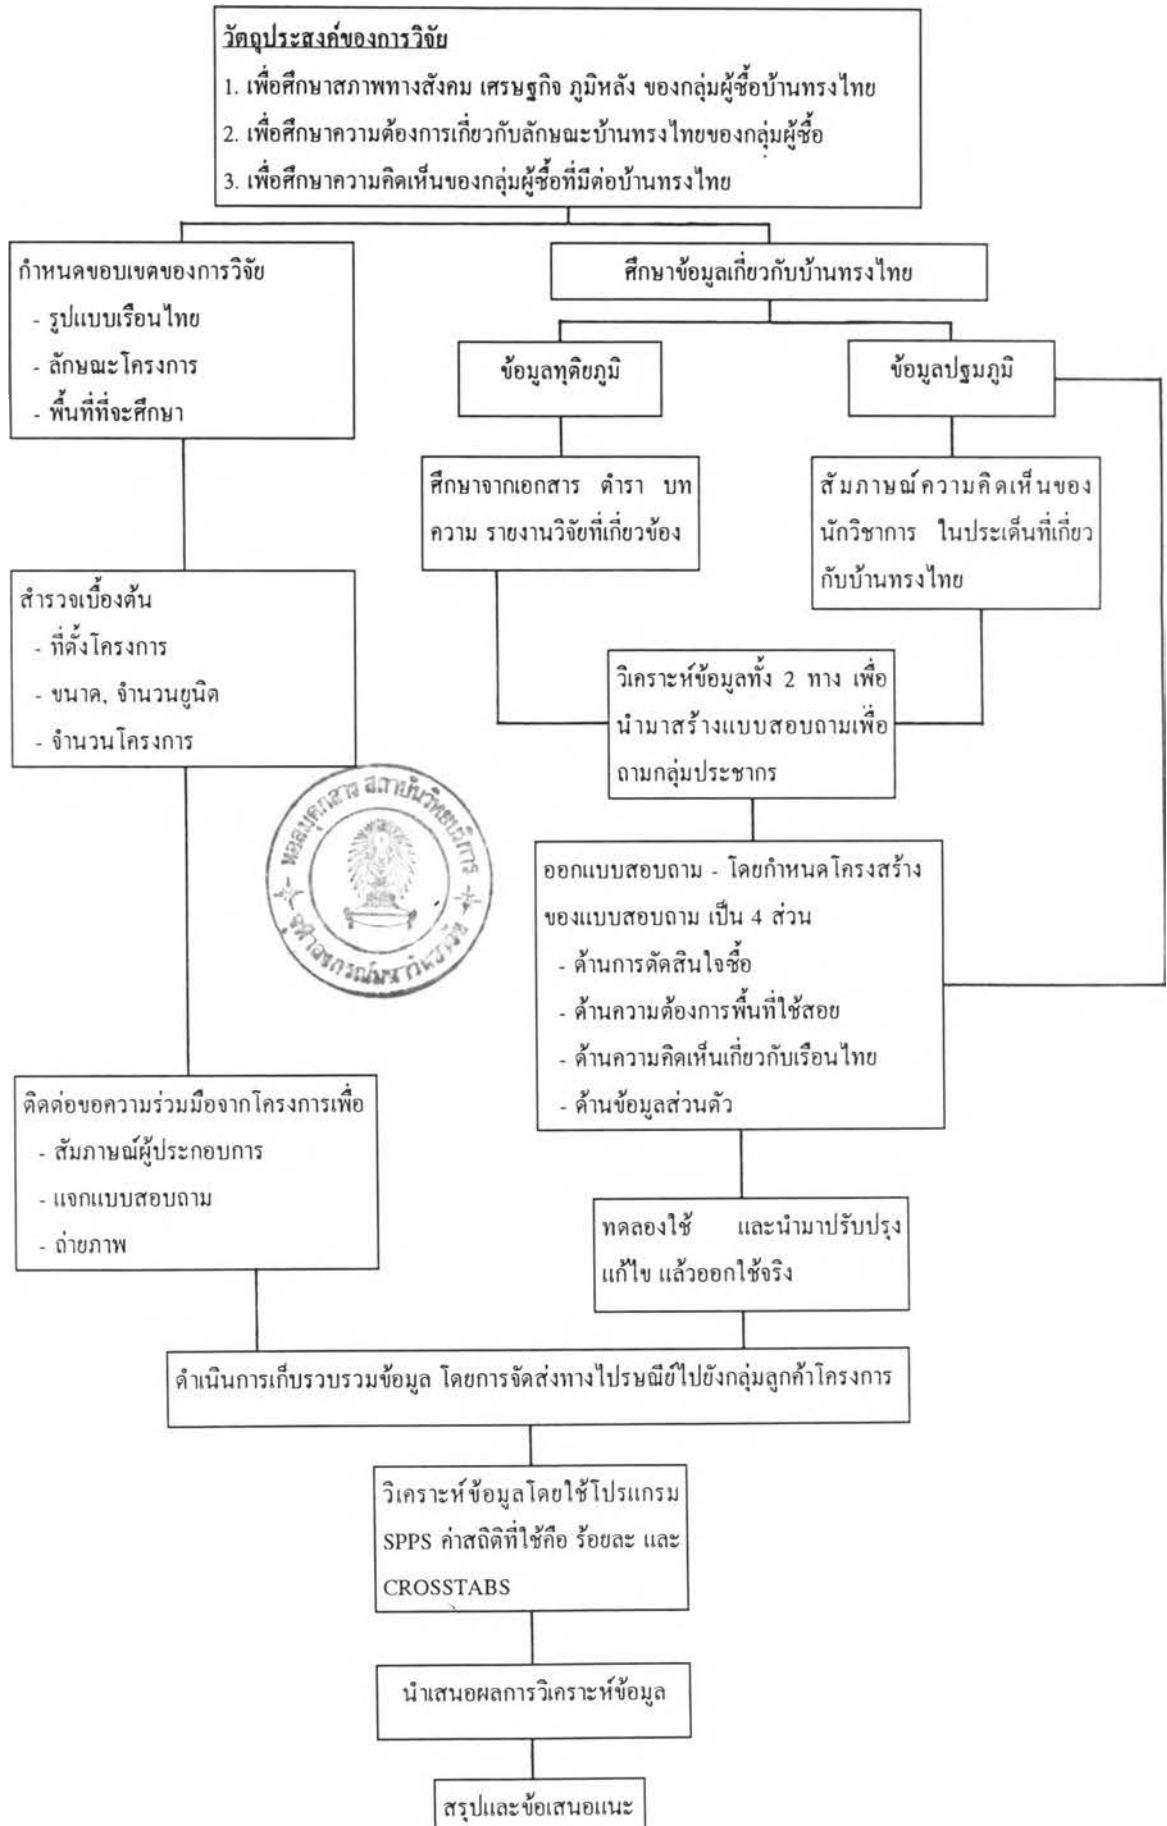 วัตถุประสงค์ของการวิจัย
1. เพื่อศึกษาสภาพทางสังคม เศรษฐกิจ ภูมิหลัง ของกลุ่มผู้ซื้อบ้านทรงไทย
2. เพื่อศึกษาความต้องการเกี่ยวกับลักษณะบ้านทรงไทยของกลุ่มผู้ซื้อ
3. เพื่อศึกษาความคิดเห็นของกลุ่มผู้ซื้อที่มีต่อบ้านทรงไทย
กำหนดขอบเขตของการวิจัย
- รูปแบบเรือนไทย
- ลักษณะโครงการ
- พื้นที่ที่จะศึกษา
ศึกษาข้อมูลเกี่ยวกับบ้านทรงไทย
ข้อมูลทุติยภูมิ
ข้อมูลปฐมภูมิ
ศึกษาจากเอกสาร ตำรา บท
ความ รายงานวิจัยที่เกี่ยวข้อง
สัมภาษณ์ความคิดเห็นของ
นักวิชาการ ในประเด็นที่เกี่ยว
กับบ้านทรงไทย
สำรวจเบื้องต้น
- ที่ตั้งโครงการ
- ขนาด, จำนวนยูนิต
- จำนวนโครงการ
วิเคราะห์ข้อมูลทั้ง 2 ทาง เพื่อ
นำมาสร้างแบบสอบถามเพื่อ
ถามกลุ่มประชากร
หอสมุดกลาง สถาบันวิทยบริการ
จุฬาลงกรณ์มหาวิทยาลัย
ออกแบบสอบถาม - โดยกำหนดโครงสร้าง
ของแบบสอบถาม เป็น 4 ส่วน
- ด้านการตัดสินใจซื้อ
- ด้านความต้องการพื้นที่ใช้สอย
- ด้านความคิดเห็นเกี่ยวกับเรือนไทย
- ด้านข้อมูลส่วนตัว
ติดต่อขอความร่วมมือจากโครงการเพื่อ
- สัมภาษณ์ผู้ประกอบการ
- แจกแบบสอบถาม
- ถ่ายภาพ
ทดลองใช้ และนำมาปรับปรุง
แก้ไข แล้วออกใช้จริง
ดำเนินการเก็บรวบรวมข้อมูล โดยการจัดส่งทางไปรษณีย์ไปยังกลุ่มลูกค้าโครงการ
วิเคราะห์ข้อมูลโดยใช้โปรแกรม
SPPS ค่าสถิติที่ใช้คือ ร้อยละ และ
CROSSTABS
นำเสนอผลการวิเคราะห์ข้อมูล
สรุปและข้อเสนอแนะ